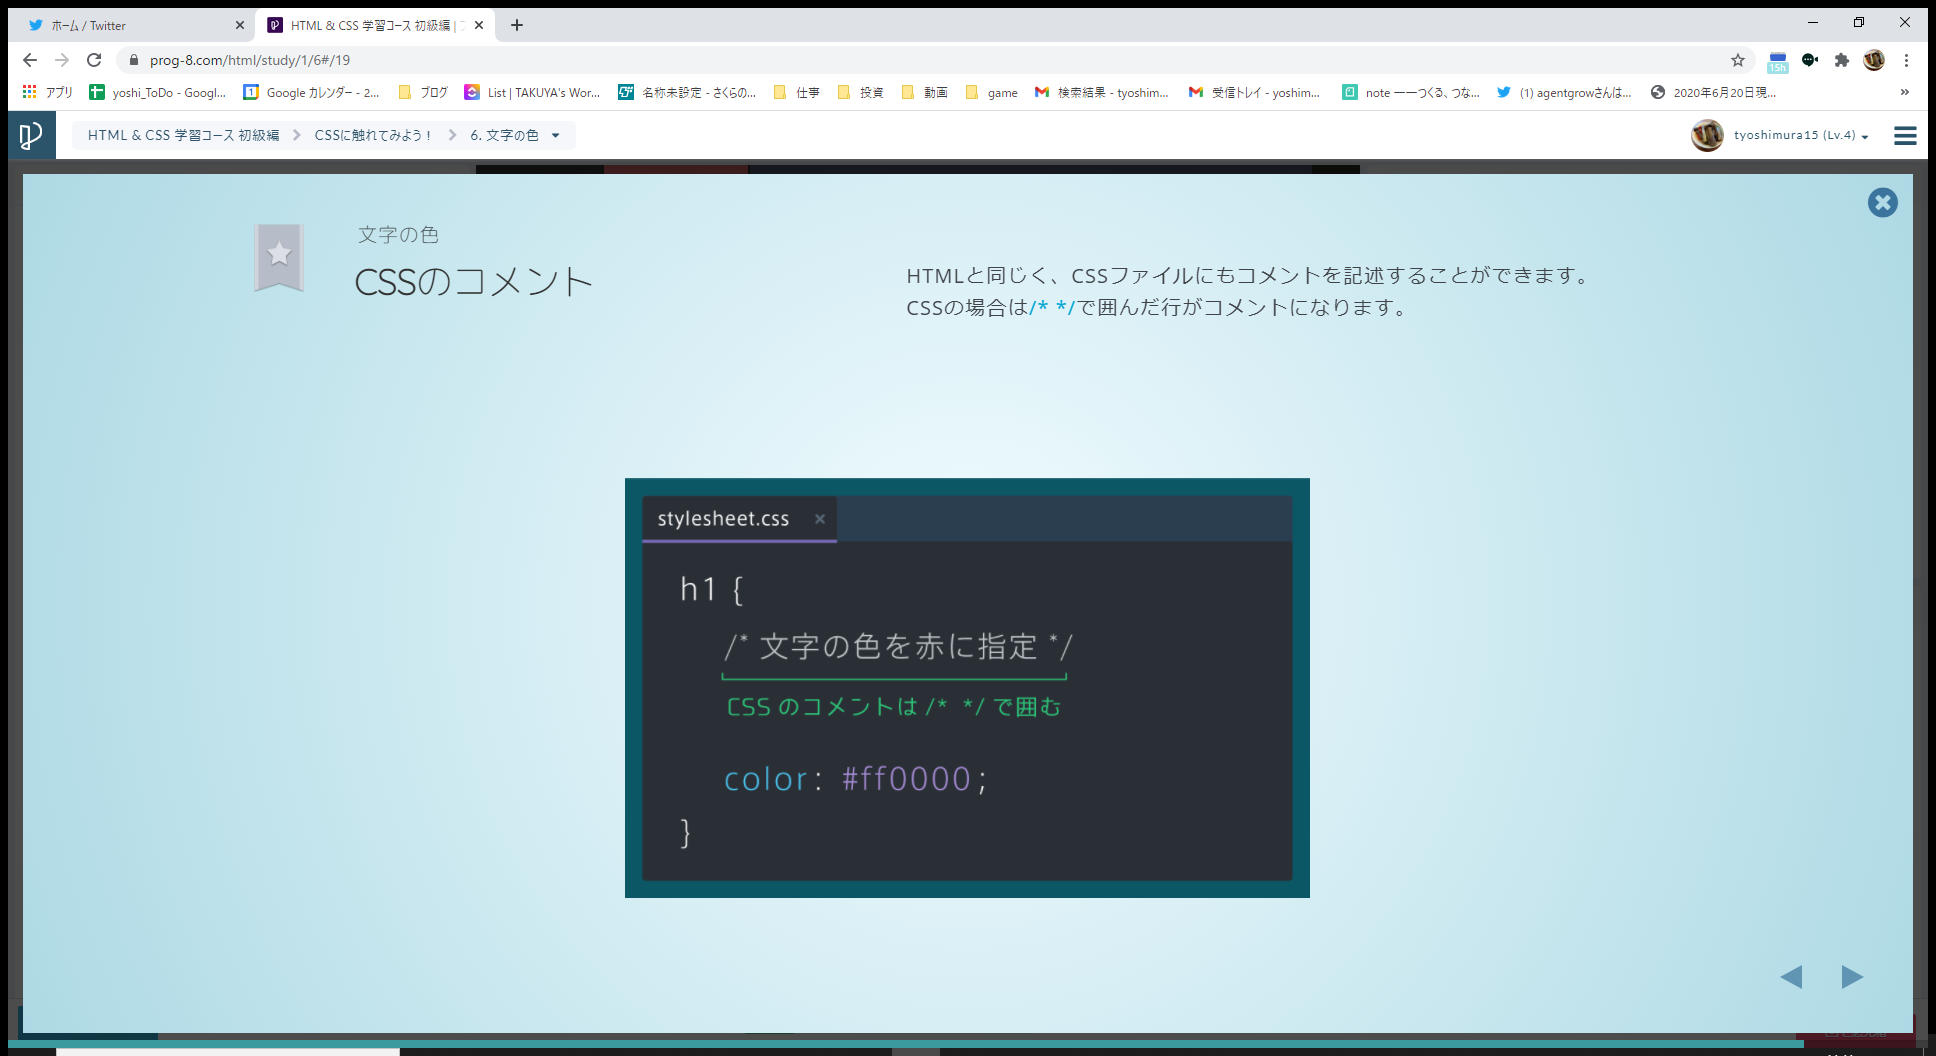 ホーム / Twitter
HTML & CSS 学習コース 初級編 |
prog-8.com/html/study/1/6#/19
15h
アプリ
yoshi_ToDo - Googl...
Google カレンダー - 2...
ブログ
List | TAKUYA's Wor...
名称未設定 - さくらの...
仕事
投資
動画
game
検索結果 - tyoshim...
受信トレイ - yoshim...
note ――つくる、つな...
(1) agentgrowさんは...
2020年6月20日現...
»
HTML & CSS 学習コース 初級編
CSSに触れてみよう！
6. 文字の色
tyoshimura15 (Lv.4)
文字の色
CSSのコメント
HTMLと同じく、CSSファイルにもコメントを記述することができます。
CSSの場合は/* */で囲んだ行がコメントになります。
stylesheet.css ×
h1 {
/* 文字の色を赤に指定 */
CSS のコメントは /* */ で囲む
color: #ff0000;
}